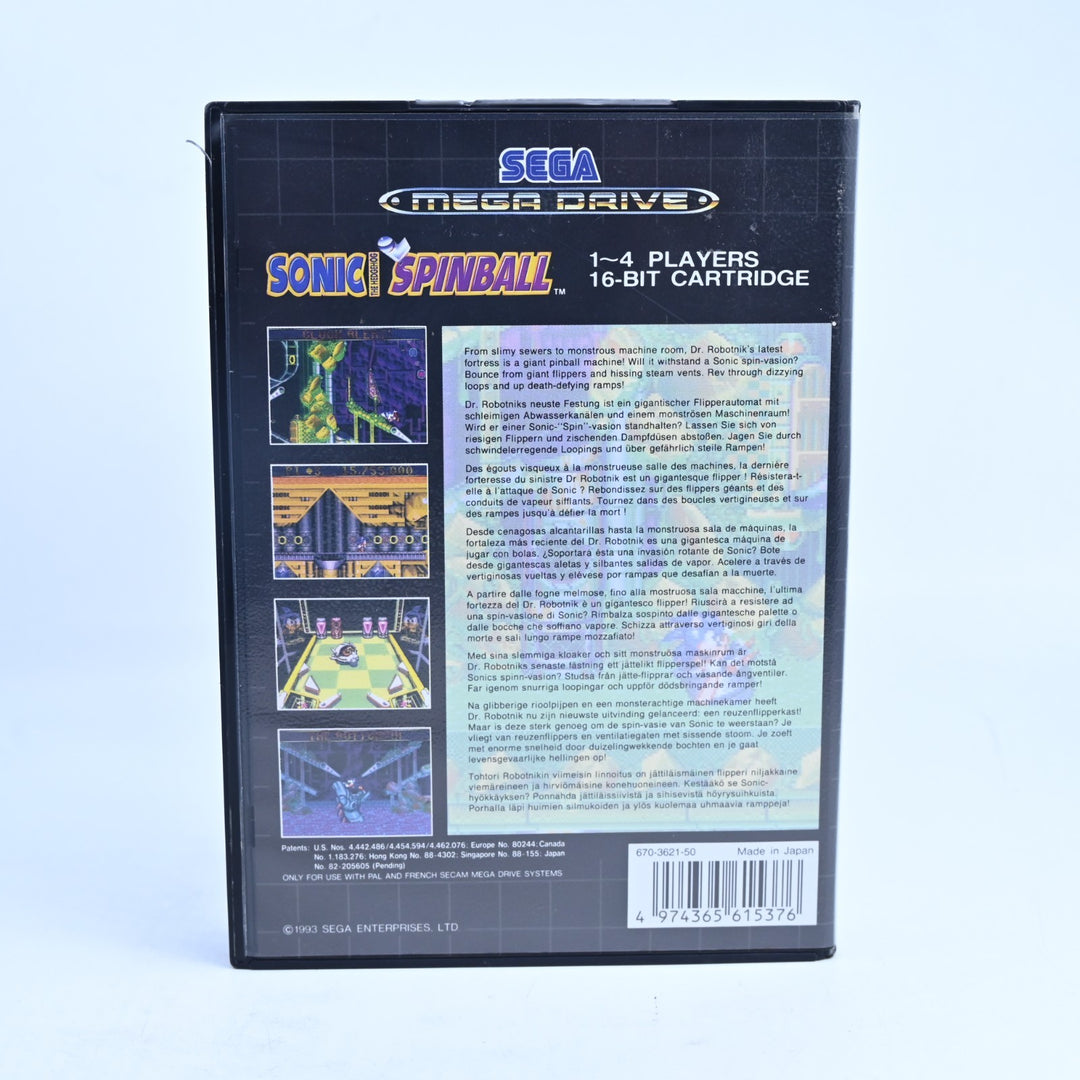 SEGA
MEGA DRIVE
SONIC THE HEDGEHOG SPINBALL™
1~4 PLAYERS
16-BIT CARTRIDGE
From slimy sewers to monstrous machine room, Dr. Robotnik's latest
fortress is a giant pinball machine! Will it withstand a Sonic spin-vasion?
Bounce from giant flippers and hissing steam vents. Rev through dizzying
loops and up death-defying ramps!
Dr. Robotniks neuste Festung ist ein gigantischer Flipperautomat mit
schleimigen Abwasserkanälen und einem monströsen Maschinenraum!
Wird er einer Sonic-"Spin"-vasion standhalten? Lassen Sie sich von
riesigen Flippern und zischenden Dampfdüsen abstoßen. Jagen Sie durch
schwindelerregende Loopings und über gefährlich steile Rampen!
Des égouts visqueux à la monstrueuse salle des machines, la dernière
forteresse du sinistre Dr Robotnik est un gigantesque flipper ! Résistera-t-
elle à l'attaque de Sonic ? Rebondissez sur des flippers géants et des
conduits de vapeur sifflants. Tournez dans des boucles vertigineuses et sur
des rampes jusqu'à défier la mort !
Desde cenagosas alcantarillas hasta la monstruosa sala de máquinas, la
fortaleza más reciente del Dr. Robotnik es una gigantesca máquina de
jugar con bolas. ¿Soportará ésta una invasión rotante de Sonic? Bote
desde gigantescas aletas y silbantes salidas de vapor. Acelere a través de
vertiginosas vueltas y elévese por rampas que desafían a la muerte.
A partire dalle fogne melmose, fino alla mostruosa sala macchine, l'ultima
fortezza del Dr. Robotnik è un gigantesco flipper! Riuscirà a resistere ad
una spin-vasione di Sonic? Rimbalza sospinto dalle gigantesche palette o
dalle bocche che soffiano vapore. Schizza attraverso vertiginosi giri della
morte e sali lungo rampe mozzafiato!
Med sina slemmiga kloaker och sitt monstruösa maskinrum är
Dr. Robotniks senaste fästning ett jättelikt flipperspel! Kan det motstå
Sonics spinn-vasion? Studsa från jätte-flipprar och väsande ångventiler.
Far igenom snurriga loopingar och uppför dödsbringande ramper!
Na glibberige rioolpijpen en een monsterachtige machinekamer heeft
Dr. Robotnik nu zijn nieuwste uitvinding gelanceerd: een reuzenflipperkast!
Maar is deze sterk genoeg om de spin-vasie van Sonic te weerstaan? Je
vliegt van reuzenflippers en ventilatiegaten met sissende stoom. Je zoeft
met enorme snelheid door duizelingwekkende bochten en je gaat
levensgevaarlijke hellingen op!
Tohtori Robotnikin viimeisin linnoitus on jättiläismäinen flipperi niljakkaine
viemäreineen ja hirviömäisine konehuoneineen. Kestääkö se Sonic-
hyökkäyksen? Ponnahda jättiläissiivistä ja sihisevistä höyrysuihkuista.
Porhalla läpi huimien silmukoiden ja ylös kuolemaa uhmaavia ramppeja!
Patents: U.S. Nos. 4,442,486/4,454,594/4,462,076; Europe No. 80244; Canada
No. 1,183,276; Hong Kong No. 88-4302; Singapore No. 88-155; Japan
No. 82-205605 (Pending)
ONLY FOR USE WITH PAL AND FRENCH SECAM MEGA DRIVE SYSTEMS
©1993 SEGA ENTERPRISES, LTD
670-3621-50 Made in Japan
4 974365 615376